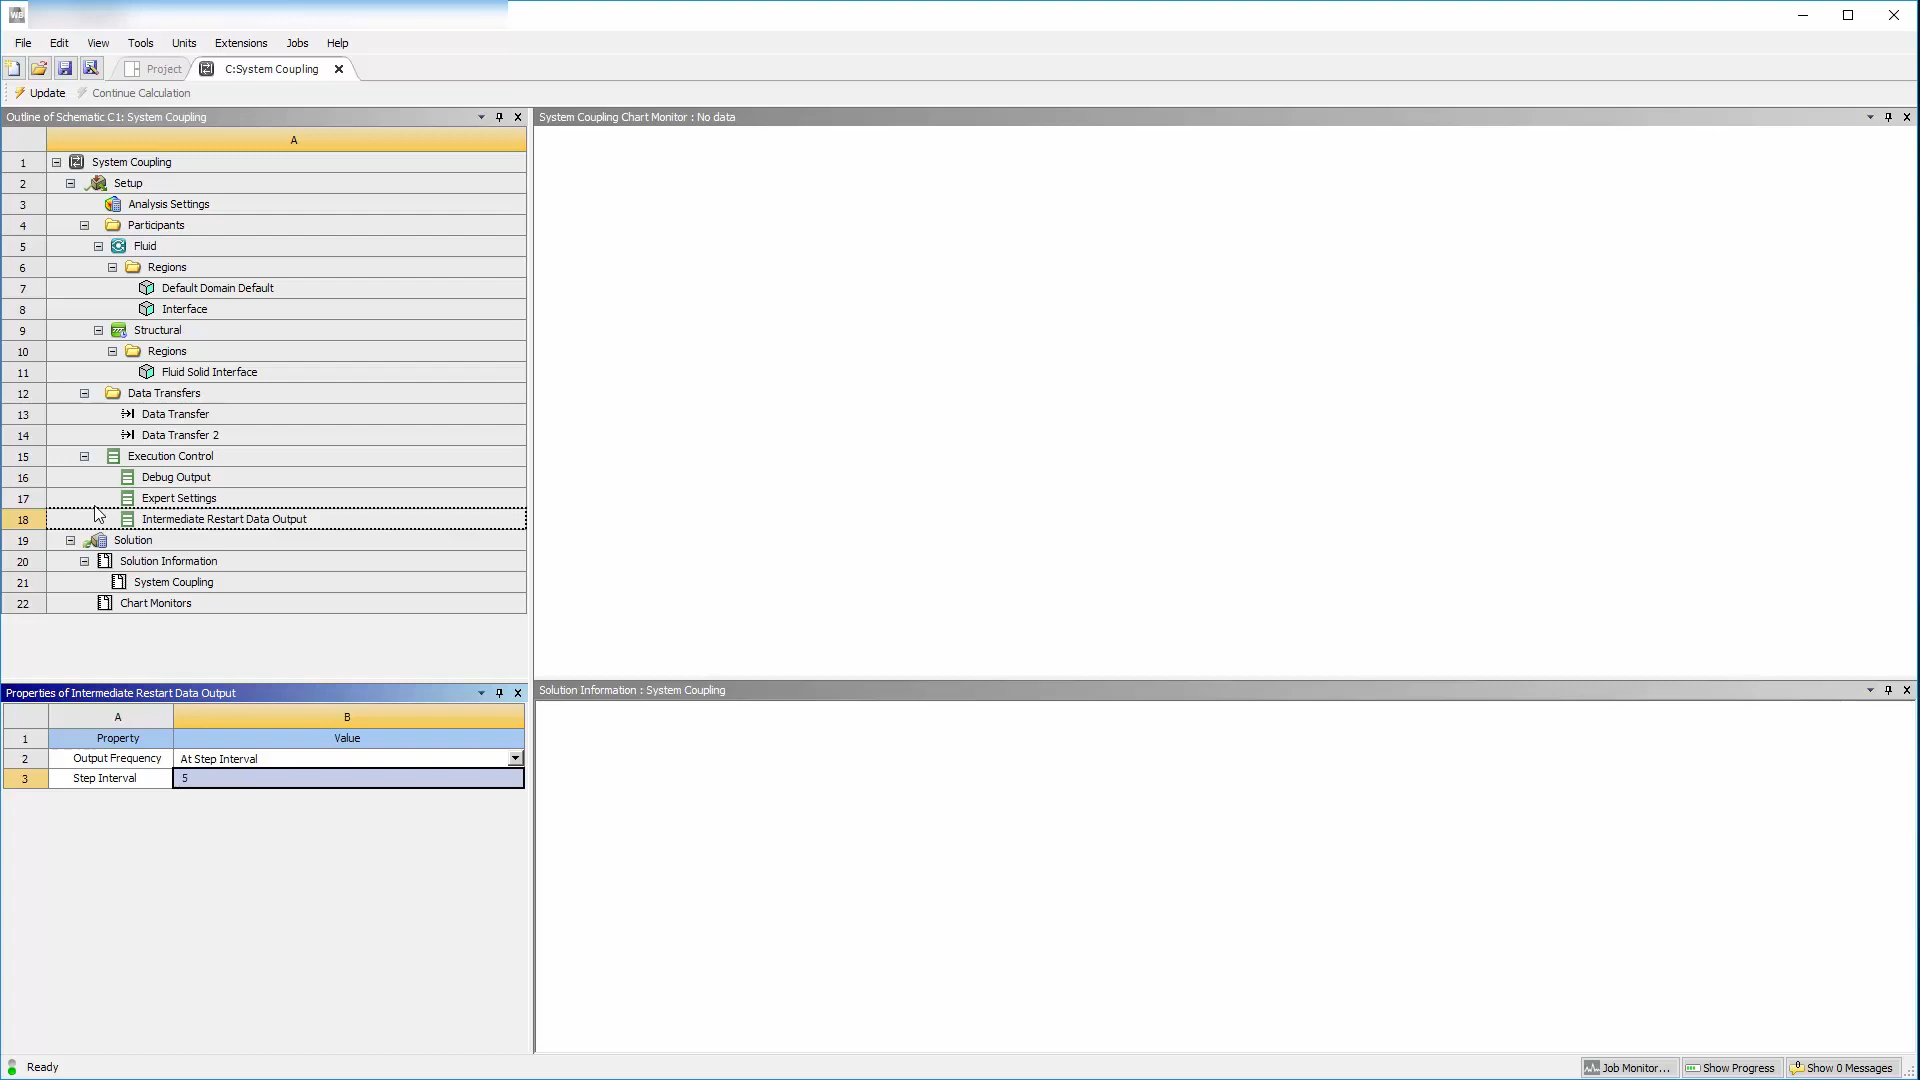 WB
File Edit View Tools Units Extensions Jobs Help
Project C:System Coupling
Update Continue Calculation
Outline of Schematic C1: System Coupling
A
1 System Coupling
2 Setup
3 Analysis Settings
4 Participants
5 Fluid
6 Regions
7 Default Domain Default
8 Interface
9 Structural
10 Regions
11 Fluid Solid Interface
12 Data Transfers
13 Data Transfer
14 Data Transfer 2
15 Execution Control
16 Debug Output
17 Expert Settings
18 Intermediate Restart Data Output
19 Solution
20 Solution Information
21 System Coupling
22 Chart Monitors
Properties of Intermediate Restart Data Output
A B
1 Property Value
2 Output Frequency At Step Interval
3 Step Interval 5
System Coupling Chart Monitor : No data
Solution Information : System Coupling
Ready
Job Monitor... Show Progress Show 0 Messages